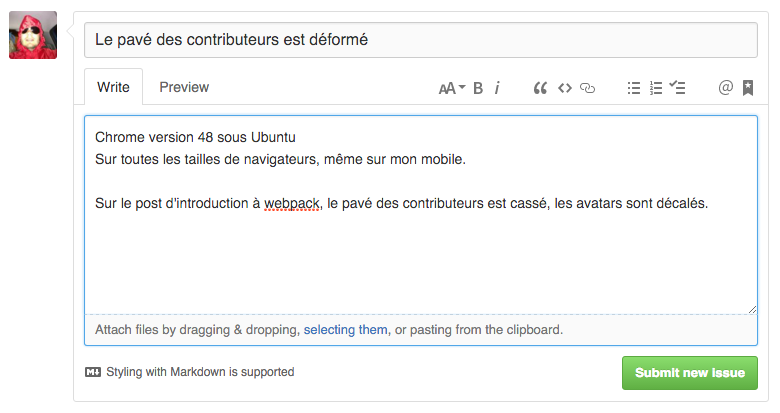 Le pavé des contributeurs est déformé
Write Preview AA B i @
Chrome version 48 sous Ubuntu
Sur toutes les tailles de navigateurs, même sur mon mobile.
Sur le post d'introduction à webpack, le pavé des contributeurs est cassé, les avatars sont décalés.
Attach files by dragging & dropping, selecting them, or pasting from the clipboard.
Styling with Markdown is supported
Submit new issue